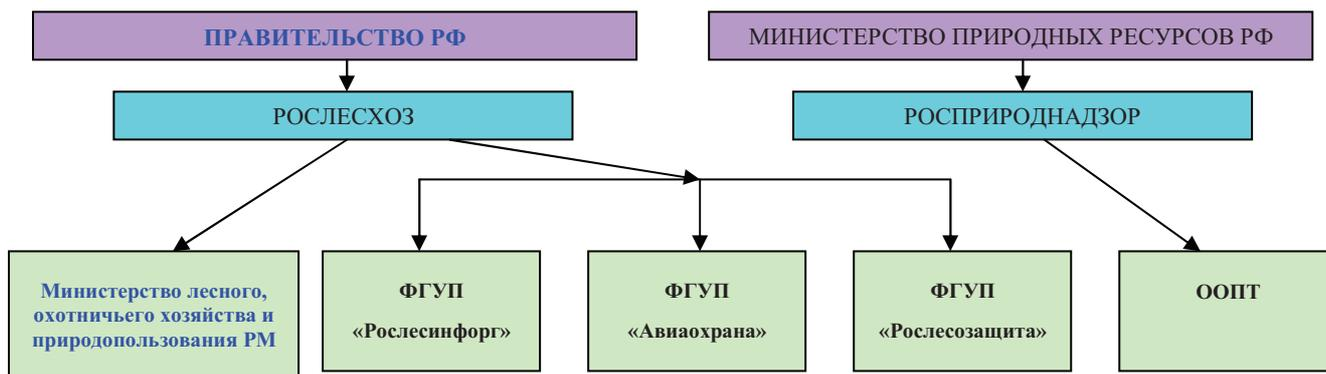 ПРАВИТЕЛЬСТВО РФ
МИНИСТЕРСТВО ПРИРОДНЫХ РЕСУРСОВ РФ
РОСЛЕСХОЗ
РОСПРИРОДНАДЗОР
Министерство лесного,
охотничьего хозяйства и
природопользования РМ
ФГУП
«Рослесинфорг»
ФГУП
«Авиаохрана»
ФГУП
«Рослесозащита»
ООПТ